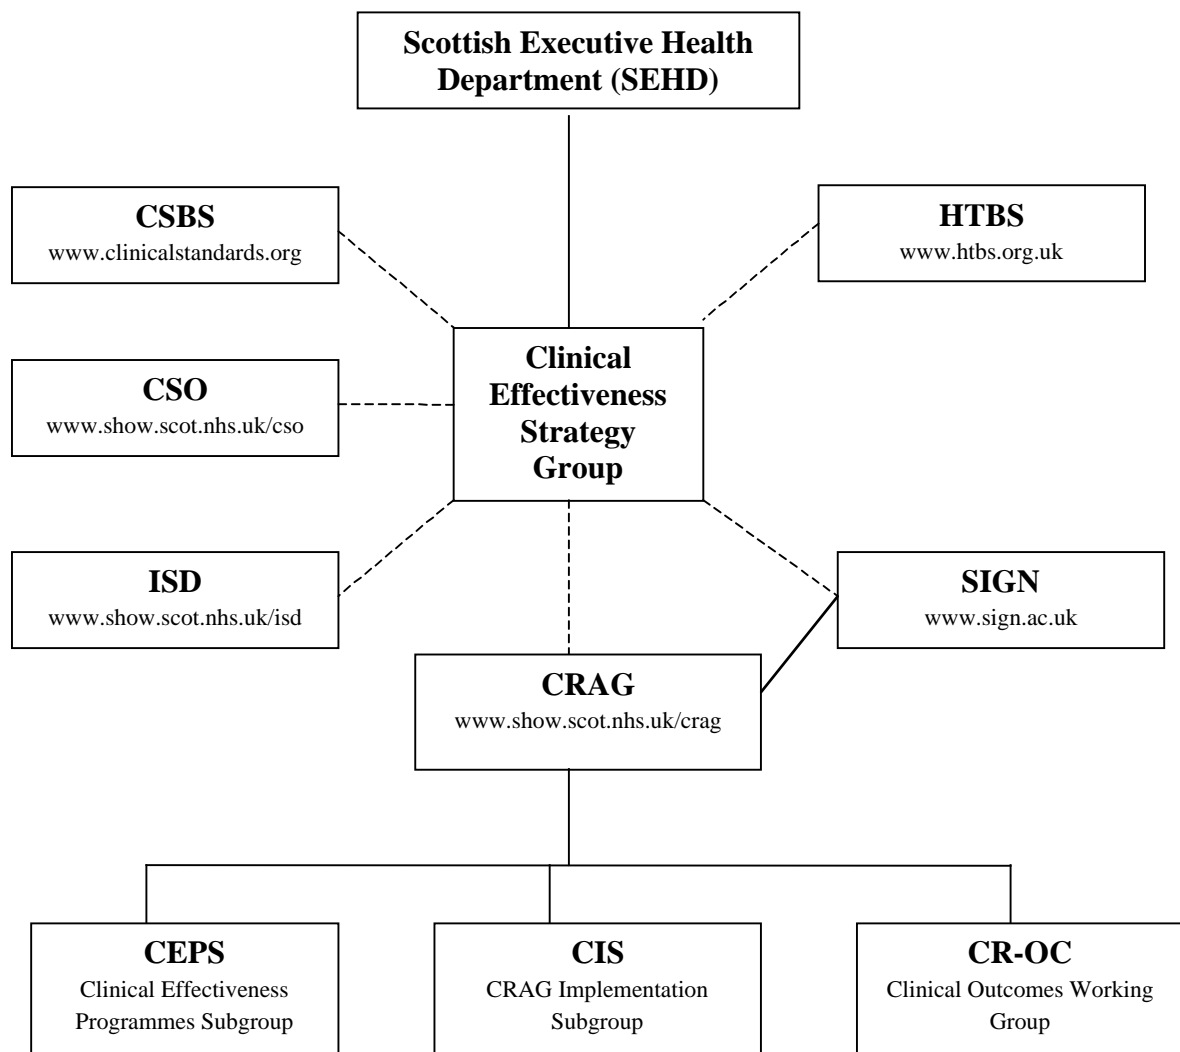 Scottish Executive Health
Department (SEHD)
CSBS
www.clinicalstandards.org
HTBS
www.htbs.org.uk
Clinical
Effectiveness
Strategy
Group
CSO
www.show.scot.nhs.uk/cso
ISD
www.show.scot.nhs.uk/isd
SIGN
www.sign.ac.uk
CRAG
www.show.scot.nhs.uk/crag
CEPS
Clinical Effectiveness
Programmes Subgroup
CIS
CRAG Implementation
Subgroup
CR-OC
Clinical Outcomes Working
Group